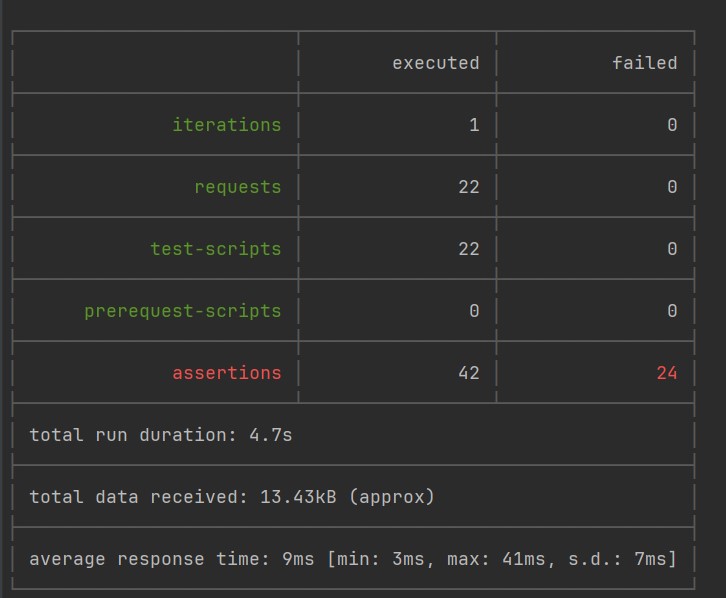 executed failed
iterations 1 0
requests 22 0
test-scripts 22 0
prerequest-scripts 0 0
assertions 42 24
total run duration: 4.7s
total data received: 13.43kB (approx)
average response time: 9ms [min: 3ms, max: 41ms, s.d.: 7ms]